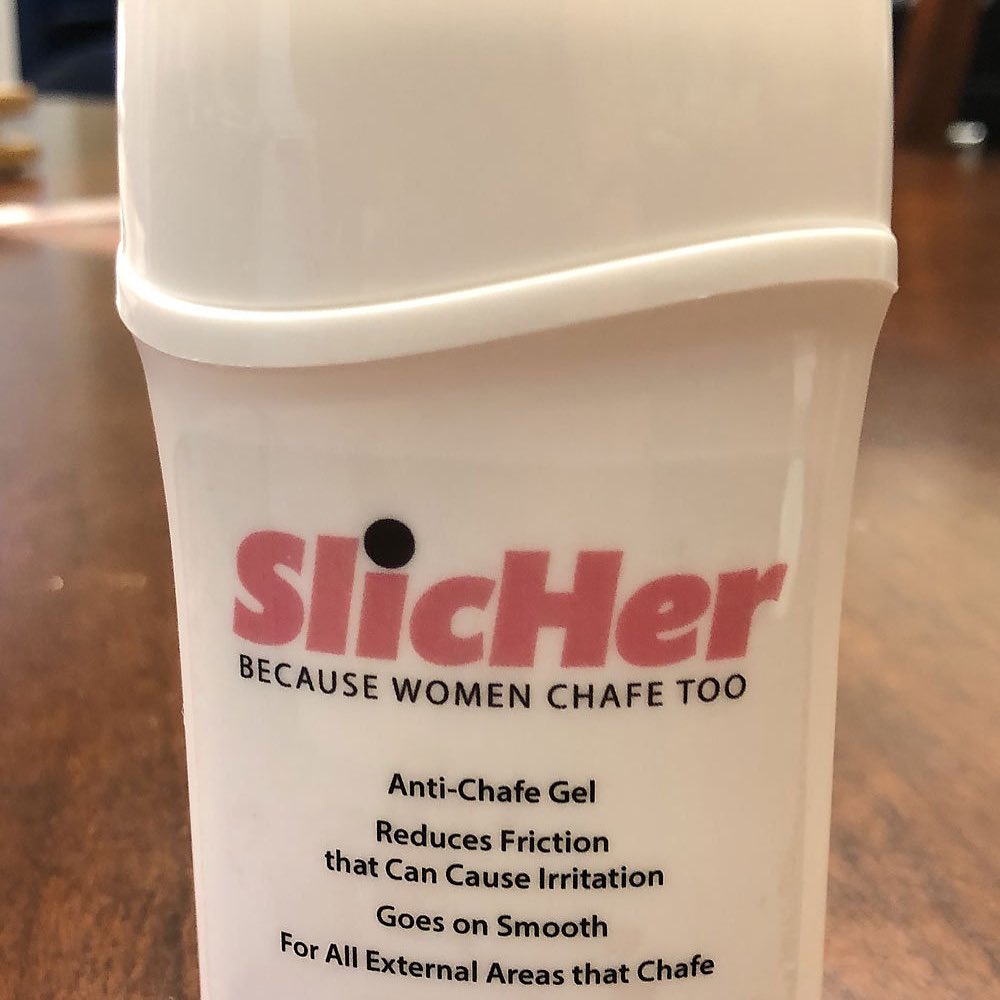 SlicHer
BECAUSE WOMEN CHAFE TOO
Anti-Chafe Gel
Reduces Friction
that Can Cause Irritation
Goes on Smooth
For All External Areas that Chafe